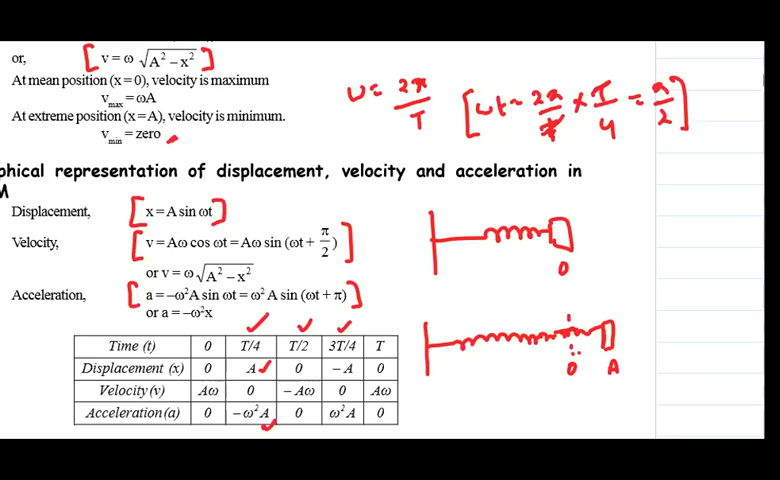 or, [ v = ω √A² – x² ]
At mean position (x = 0), velocity is maximum
v_max = ωA
At extreme position (x = A), velocity is minimum.
v_min = zero
ω = 2π/T [ωt = 2π/T × T/4 = π/2]
phical representation of displacement, velocity and acceleration in
M
Displacement, [ x = A sin ωt ]
Velocity, [ v = Aω cos ωt = Aω sin (ωt + π/2) ]
or v = ω √A² – x²
Acceleration, [ a = –ω²A sin ωt = ω² A sin (ωt + π) ]
or a = –ω²x
O
O A
Time (t) 0 T/4 T/2 3T/4 T
Displacement (x) 0 A 0 –A 0
Velocity (v) Aω 0 –Aω 0 Aω
Acceleration (a) 0 –ω²A 0 ω²A 0